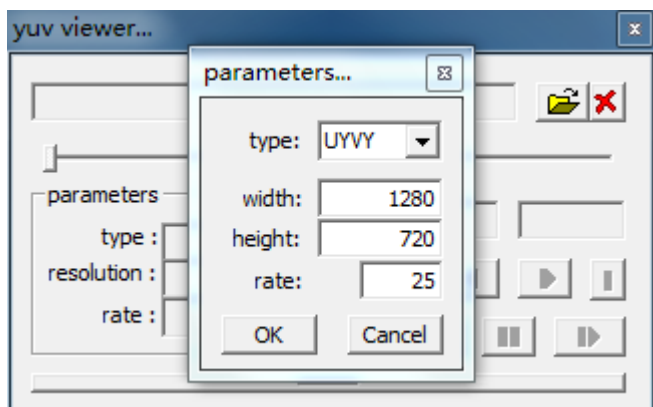 yuv viewer...
parameters...
type: UYVY
width: 1280
height: 720
rate: 25
OK Cancel
parameters
type :
resolution :
rate :